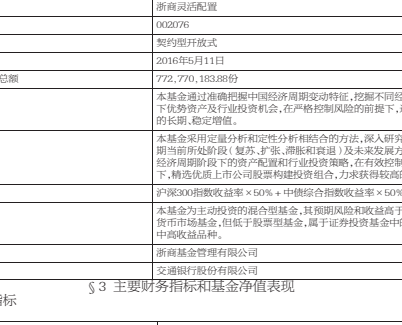 浙商灵活配置
002076
契约型开放式
2016年5月11日
总额 772,770,183.88份
本基金通过准确把握中国经济周期变动特征,挖掘不同经
下优势资产及行业投资机会,在严格控制风险的前提下,
的长期、稳定增值。
本基金采用定量分析和定性分析相结合的方法,深入研究
期当前所处阶段(复苏、扩张、滞胀和衰退)及未来发展方
经济周期阶段下的资产配置和行业投资策略,在有效控制
下,精选优质上市公司股票构建投资组合,力求获得较高的
沪深300指数收益率×50%+中债综合指数收益率×50%
本基金为主动投资的混合型基金,其预期风险和收益高于
货币市场基金,但低于股票型基金,属于证券投资基金中的
中高收益品种。
浙商基金管理有限公司
交通银行股份有限公司
§3 主要财务指标和基金净值表现
指标